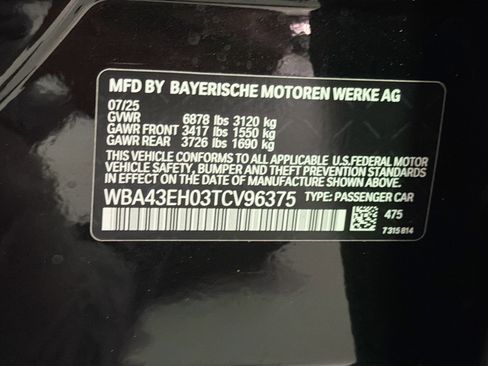 MFD BY BAYERISCHE MOTOREN WERKE AG
07/25
GVWR 6878 lbs 3120 kg
GAWR FRONT 3417 lbs 1550 kg
GAWR REAR 3726 lbs 1690 kg
THIS VEHICLE CONFORMS TO ALL APPLICABLE U.S.FEDERAL MOTOR
VEHICLE SAFETY, BUMPER AND THEFT PREVENTION STANDARDS
IN EFFECT ON THE DATE OF MANUFACTURE SHOWN ABOVE.
WBA43EH03TCV96375 TYPE: PASSENGER CAR
475
7315814